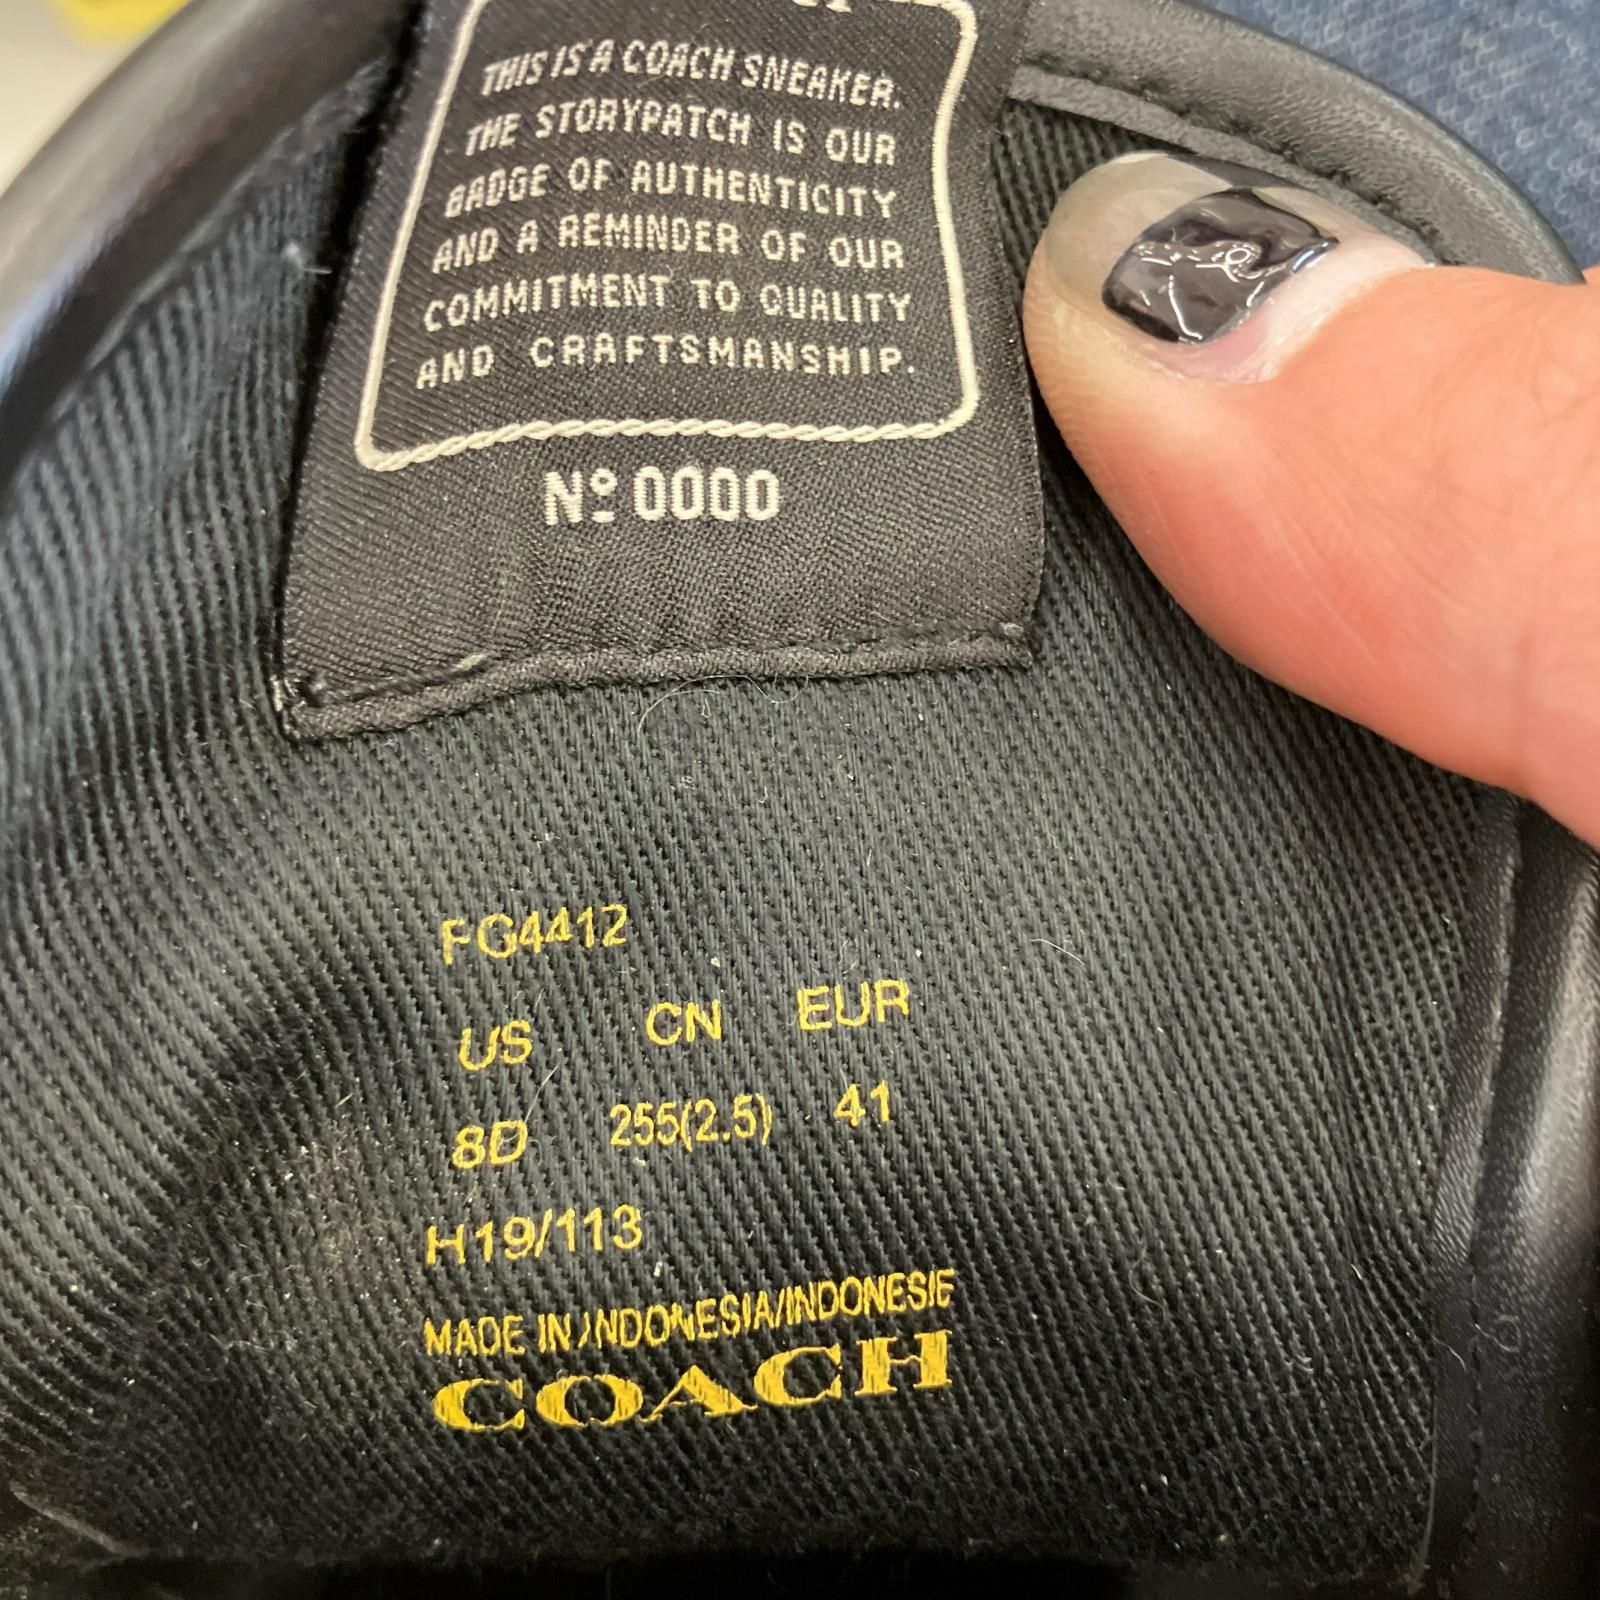 THIS IS A COACH SNEAKER.
THE STORYPATCH IS OUR
BADGE OF AUTHENTICITY
AND A REMINDER OF OUR
COMMITMENT TO QUALITY
AND CRAFTSMANSHIP.
Nº 0000
FG4412
US CN EUR
8D 255(2.5) 41
H19/113
MADE IN INDONESIA/INDONESIE
COACH